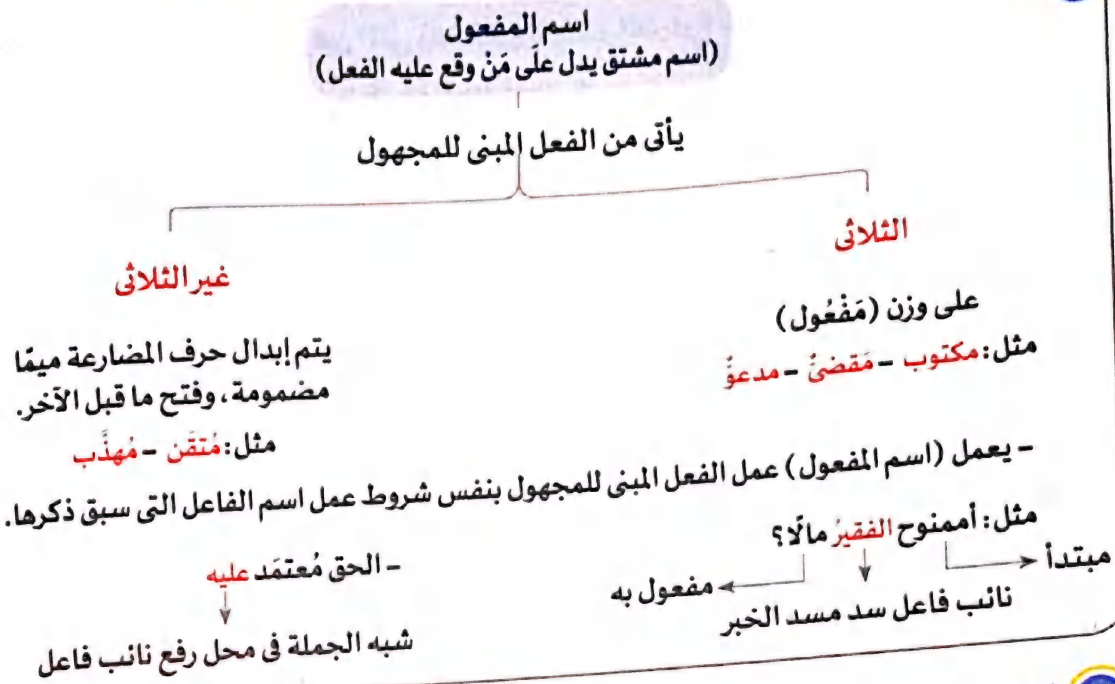 اسم المفعول
(اسم مشتق يدل علَى مَنْ وقع عليه الفعل)
يأتى من الفعل المبنى للمجهول
الثلاثى
على وزن (مَفْعُول)
مثل: مكتوب - مَقضىٌّ - مدعوٌّ
غير الثلاثى
يتم إبدال حرف المضارعة ميمًا
مضمومة، وفتح ما قبل الآخر.
مثل: مُتقَن - مُهذَّب
- يعمل (اسم المفعول) عمل الفعل المبنى للمجهول بنفس شروط عمل اسم الفاعل التى سبق ذكرها.
مثل: أممنوح الفقيرُ مالًا؟
مبتدأ
نائب فاعل سد مسد الخبر
مفعول به
- الحق مُعتمَد عليه
شبه الجملة فى محل رفع نائب فاعل